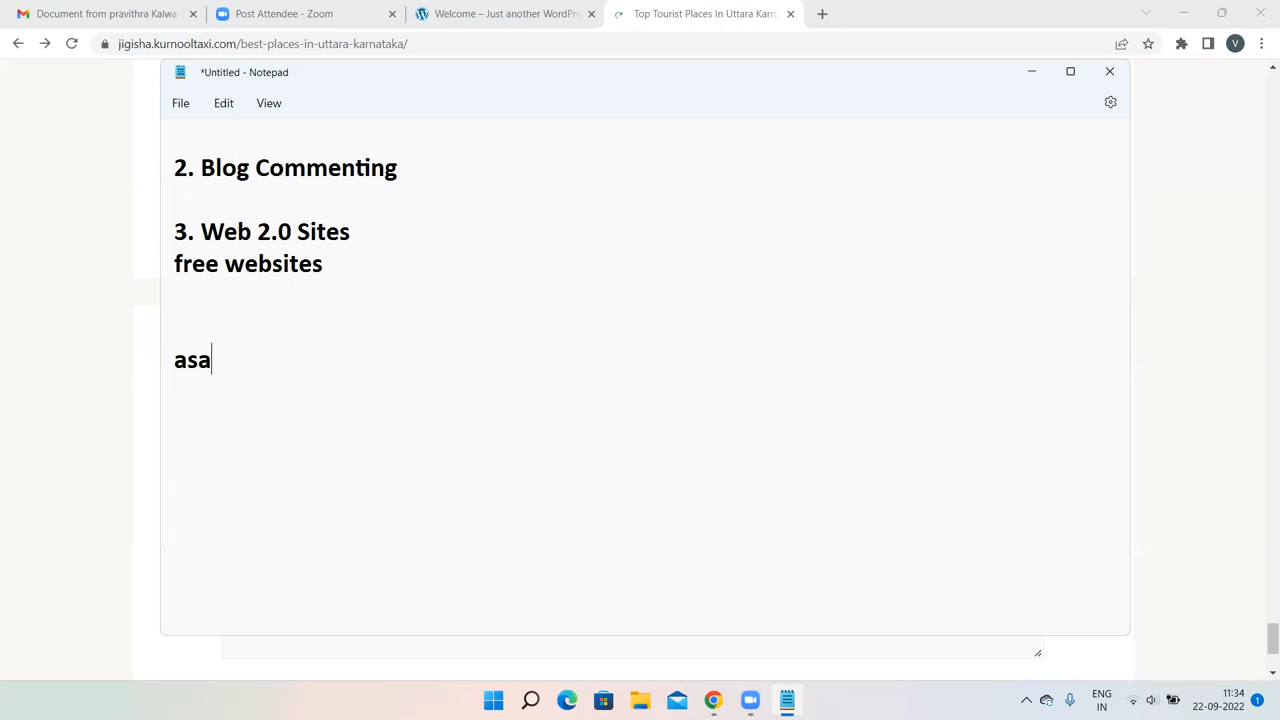 Document from pravithra Kalwa
Post Attendee - Zoom
Welcome – Just another WordPre
Top Tourist Places In Uttara Karn
jigisha.kurnooltaxi.com/best-places-in-uttara-karnataka/
V
*Untitled - Notepad
File Edit View
2. Blog Commenting
3. Web 2.0 Sites
free websites
asa
ENG
IN
11:34
22-09-2022
1